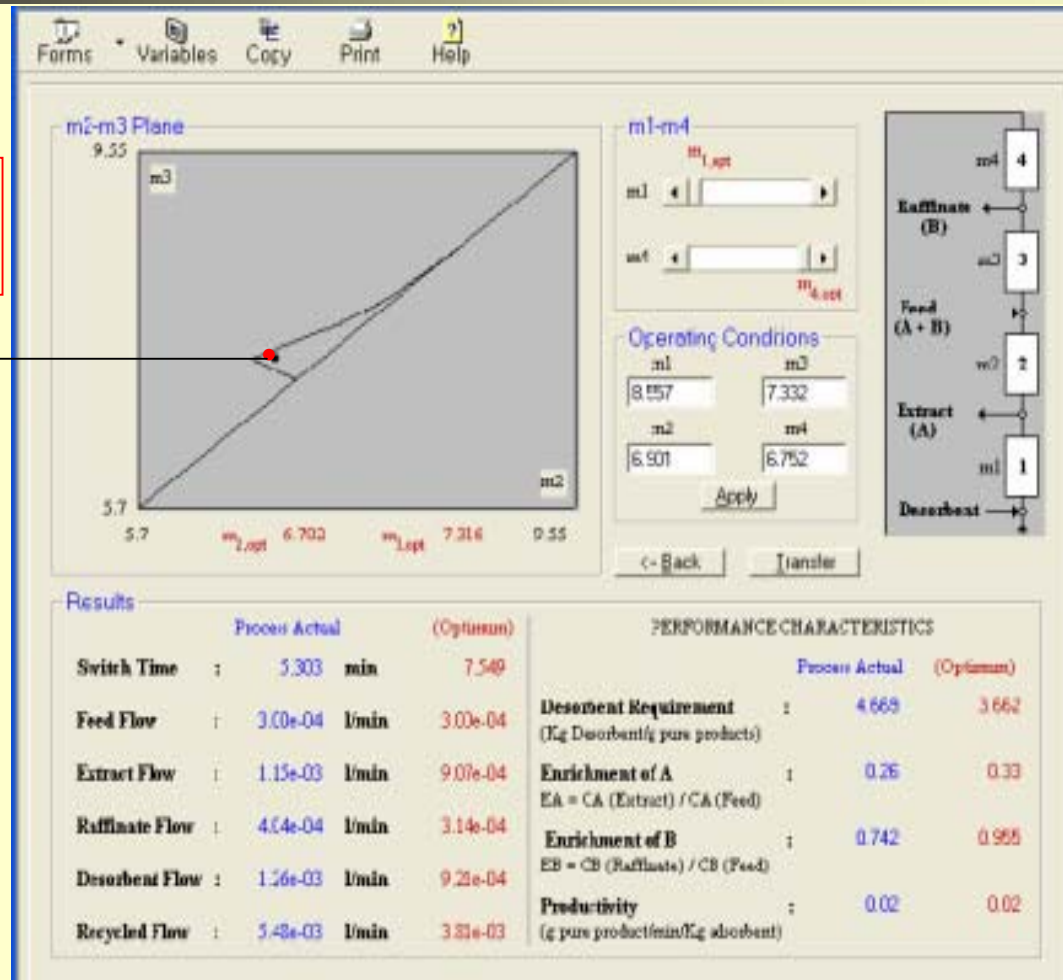 Forms Variables Copy Print Help
m2-m3 Plane
9.55
m3
m2
5.7
5.7 m2,opt 6.702 7.316 9.55
m1-m4
m1,opt
m1
m4
m4,opt
Operating Condtions
m1 m3
8.557 7.332
m2 m4
6.901 6.752
Apply
<- Back Transfer
m4 4
Raffinate
(B)
m3 3
Feed
(A + B)
m2 2
Extract
(A)
m1 1
Desorbent
Results
Process Actual (Optimum)
Switch Time : 5.303 min 7.549
Feed Flow : 3.00e-04 l/min 3.00e-04
Extract Flow : 1.15e-03 l/min 9.07e-04
Raffinate Flow : 4.04e-04 l/min 3.14e-04
Desorbent Flow : 1.26e-03 l/min 9.21e-04
Recycled Flow : 5.48e-03 l/min 3.81e-03
PERFORMANCE CHARACTERISTICS
Process Actual (Optimum)
Desorbent Requirement : 4.669 3.662
(Kg Desorbent/g pure products)
Enrichment of A : 0.26 0.33
EA = CA (Extract) / CA (Feed)
Enrichment of B : 0.742 0.955
EB = CB (Raffinate) / CB (Feed)
Productivity : 0.02 0.02
(g pure product/min/Kg adsorbent)